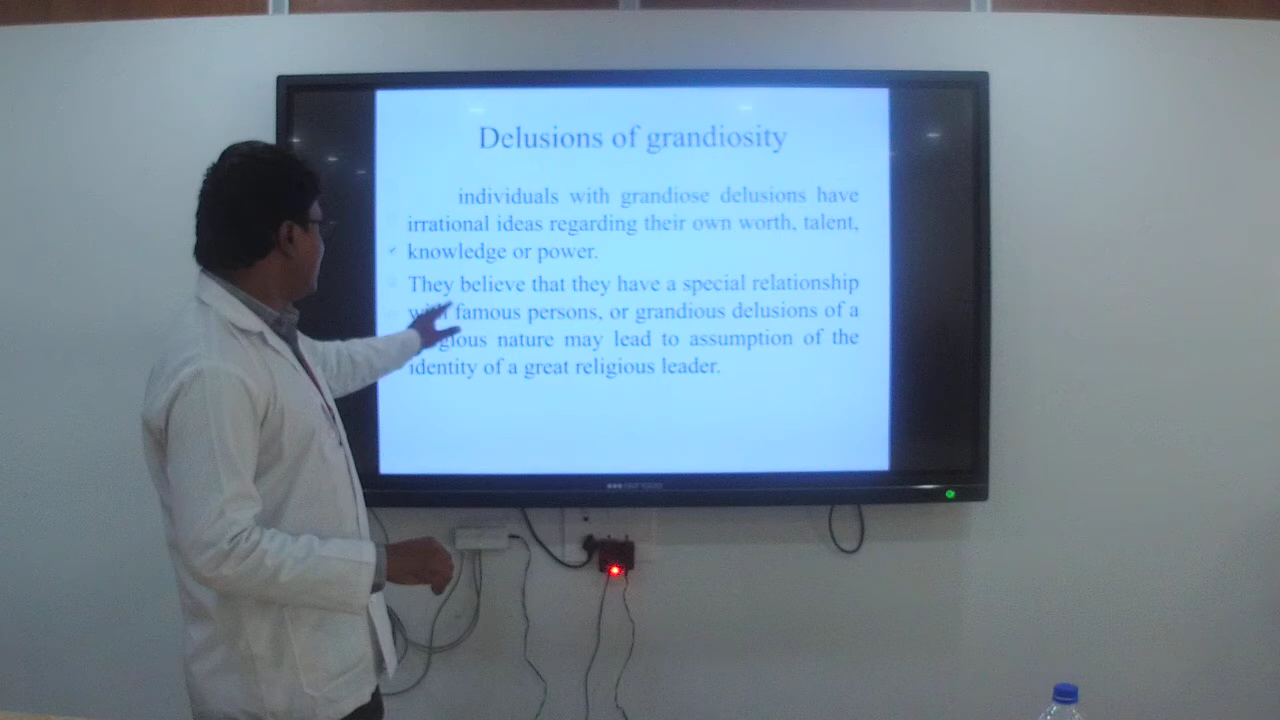 Delusions of grandiosity
individuals with grandiose delusions have
irrational ideas regarding their own worth, talent,
knowledge or power.
They believe that they have a special relationship
with famous persons, or grandious delusions of a
religious nature may lead to assumption of the
identity of a great religious leader.